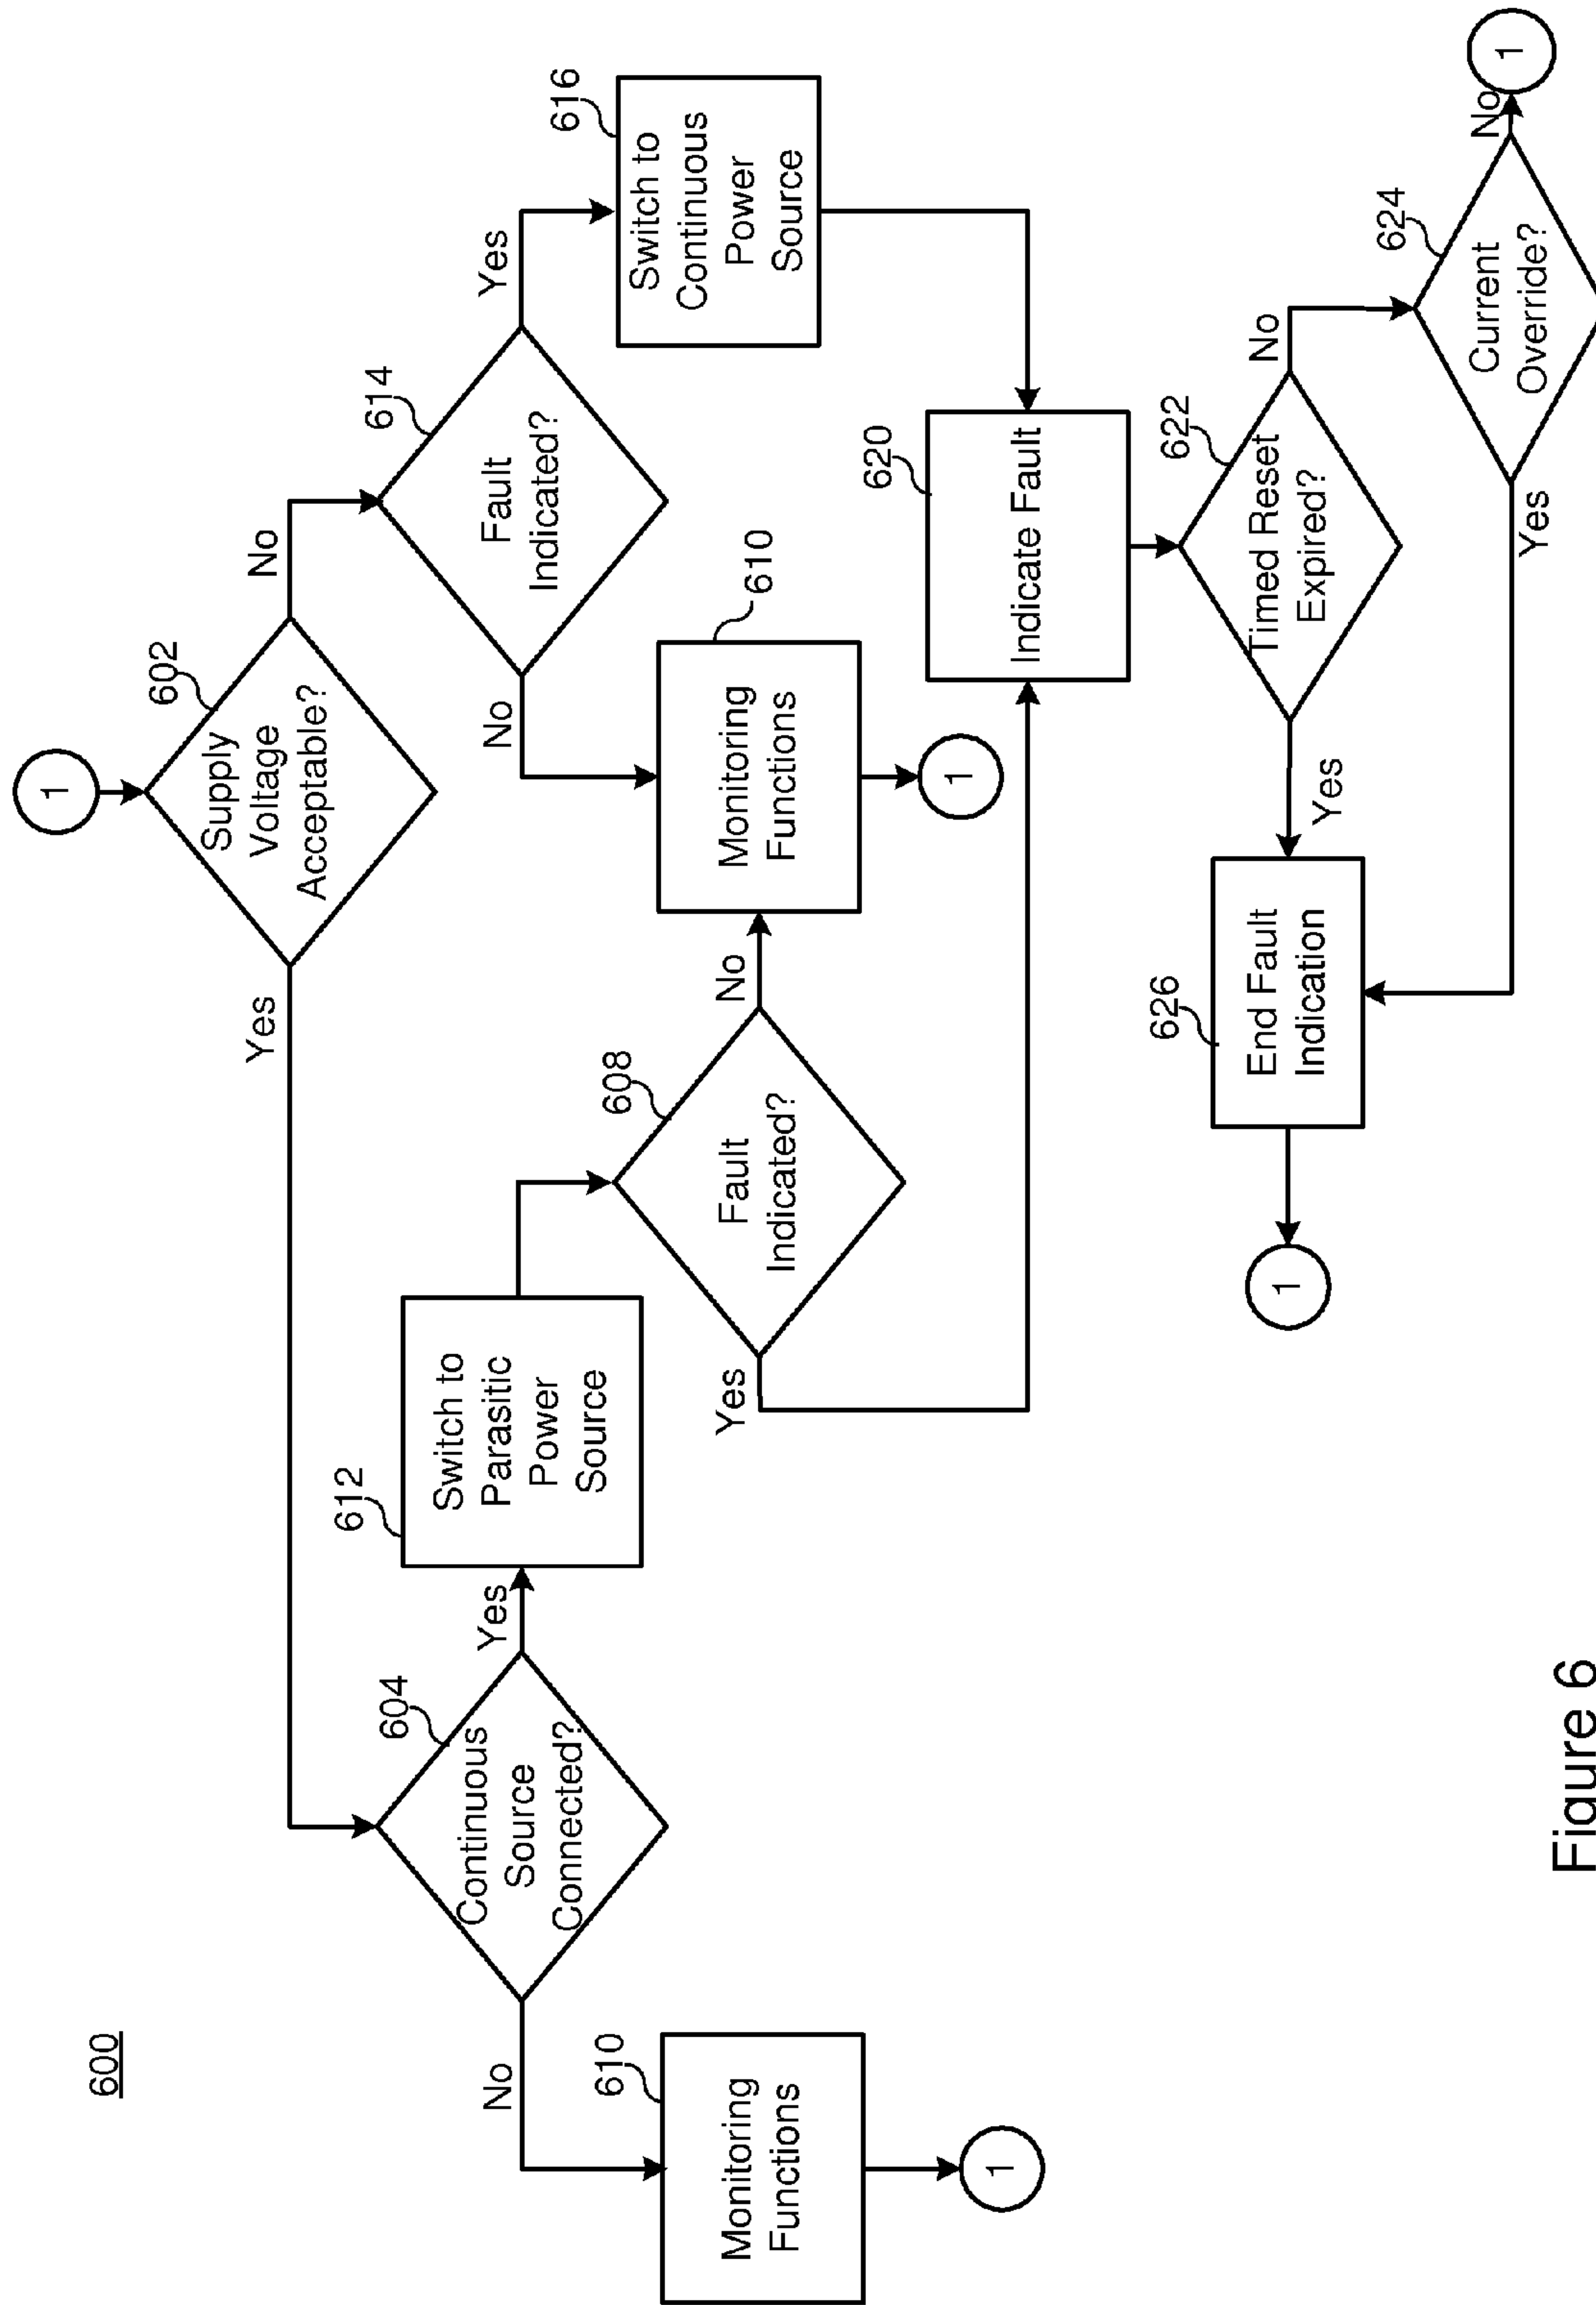 600
1
602
Supply
Voltage
Acceptable?
Yes
No
604
Continuous
Source
Connected?
No
Yes
612
Switch to
Parasitic
Power
Source
614
Fault
Indicated?
No
Yes
610
Monitoring
Functions
1
608
Fault
Indicated?
Yes
No
610
Monitoring
Functions
1
616
Switch to
Continuous
Power
Source
620
Indicate Fault
622
Timed Reset
Expired?
Yes
No
626
End Fault
Indication
1
624
Current
Override?
Yes
No
1
Figure 6